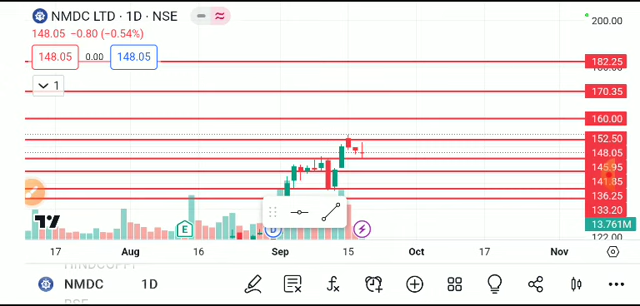 NMDC LTD · 1D · NSE
148.05 −0.80 (−0.54%)
148.05 0.00 148.05
1
200.00
182.25
170.35
160.00
152.50
148.05
145.95
141.85
136.25
133.20
13.761M
122.00
E D
17 Aug 16 Sep 15 Oct 17 Nov
NMDC 1D